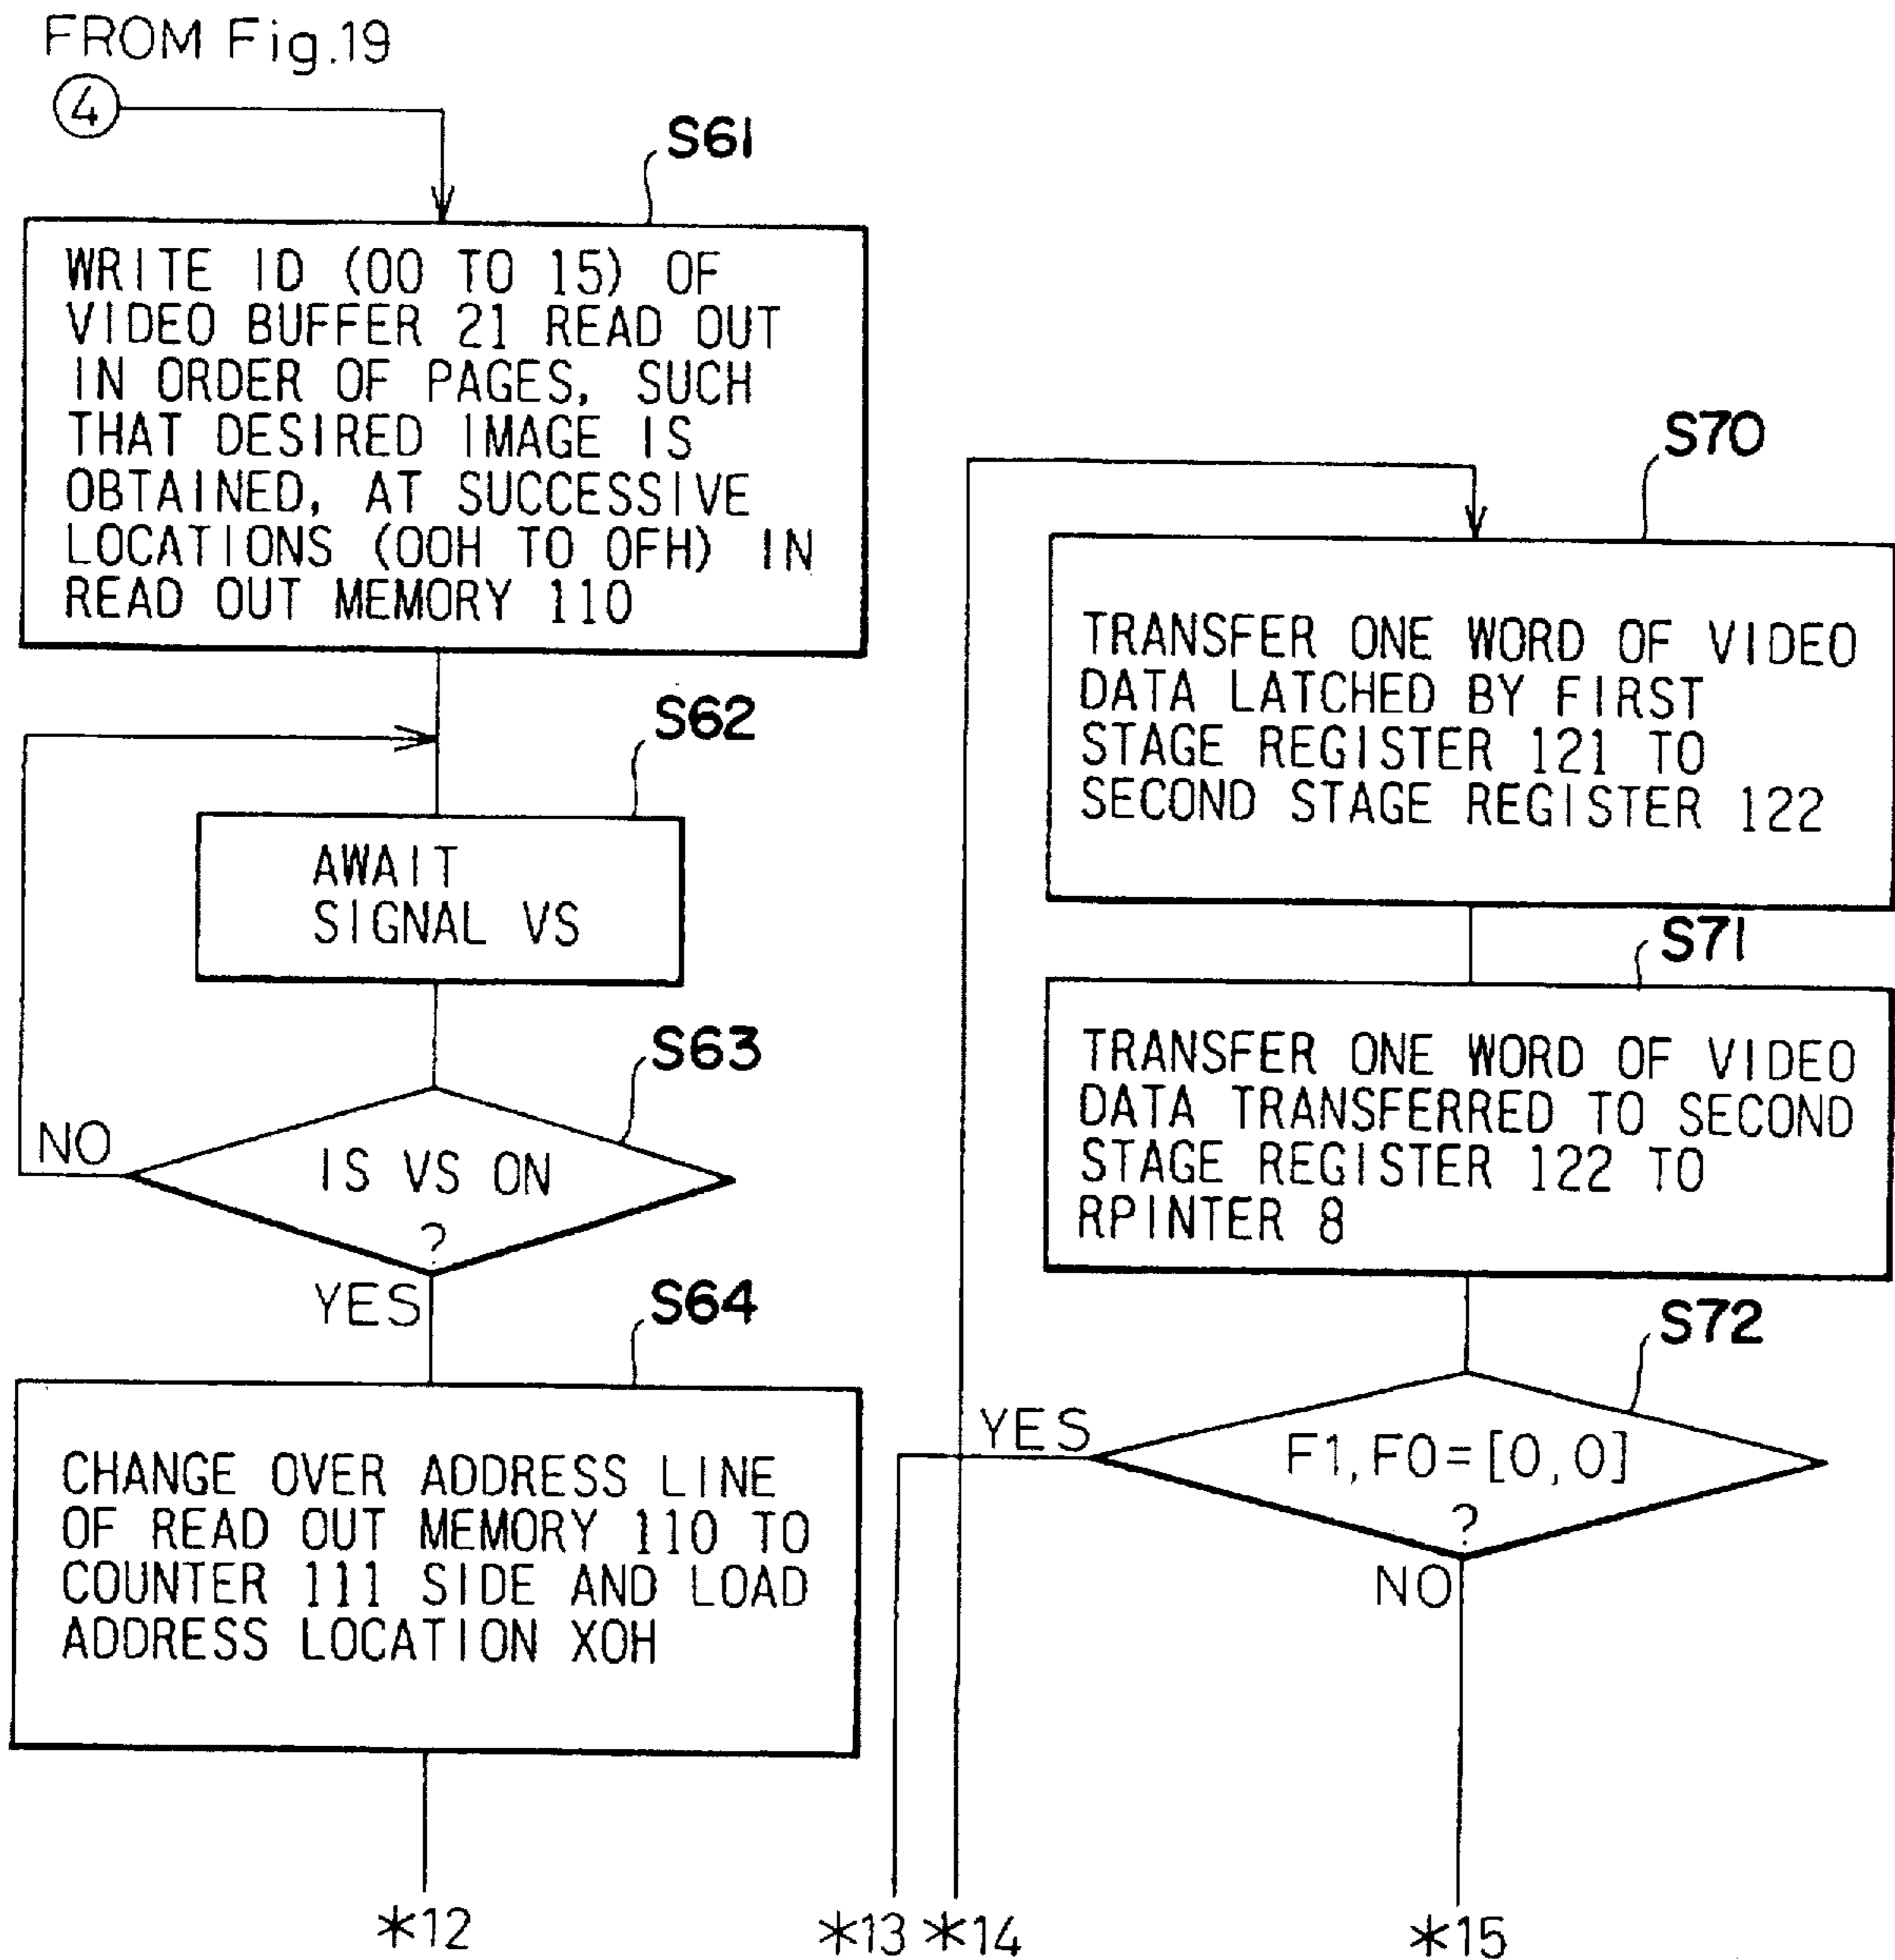 FROM Fig.19
4
S61
WRITE ID (00 TO 15) OF
VIDEO BUFFER 21 READ OUT
IN ORDER OF PAGES, SUCH
THAT DESIRED IMAGE IS
OBTAINED, AT SUCCESSIVE
LOCATIONS (00H TO 0FH) IN
READ OUT MEMORY 110
S62
AWAIT
SIGNAL VS
S63
NO
IS VS ON
?
YES
S64
CHANGE OVER ADDRESS LINE
OF READ OUT MEMORY 110 TO
COUNTER 111 SIDE AND LOAD
ADDRESS LOCATION X0H
*12
S70
TRANSFER ONE WORD OF VIDEO
DATA LATCHED BY FIRST
STAGE REGISTER 121 TO
SECOND STAGE REGISTER 122
S71
TRANSFER ONE WORD OF VIDEO
DATA TRANSFERRED TO SECOND
STAGE REGISTER 122 TO
RPINTER 8
S72
YES
F1,F0=[0,0]
?
NO
*13 *14
*15